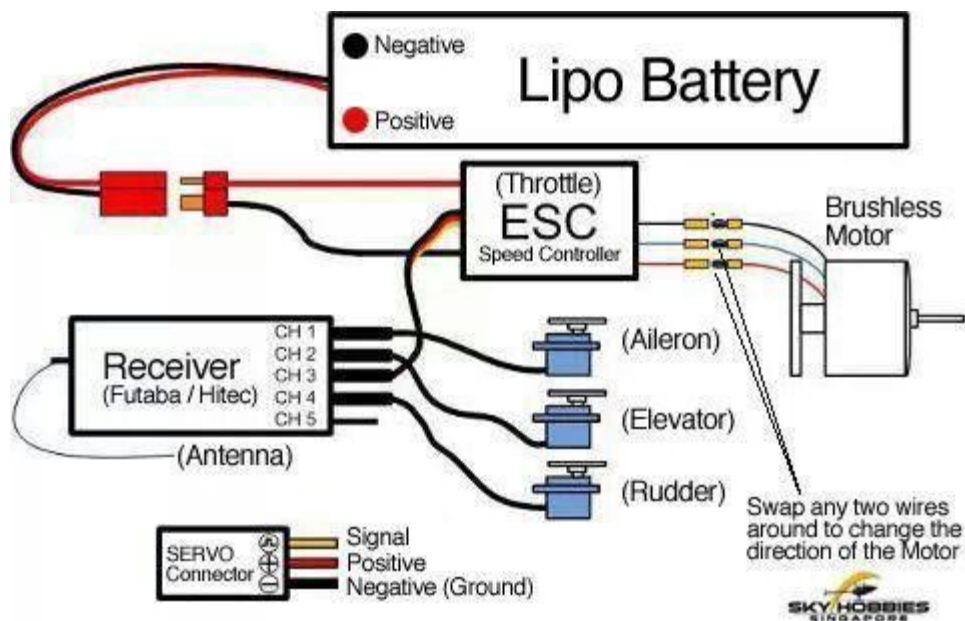 Negative
Lipo Battery
Positive
(Throttle)
ESC
Speed Controller
Brushless
Motor
CH 1
CH 2
CH 3
CH 4
CH 5
Receiver
(Futaba / Hitec)
(Antenna)
(Aileron)
(Elevator)
(Rudder)
Swap any two wires
around to change the
direction of the Motor
SERVO
Connector
Signal
Positive
Negative (Ground)
SKY HOBBIES
SINGAPORE